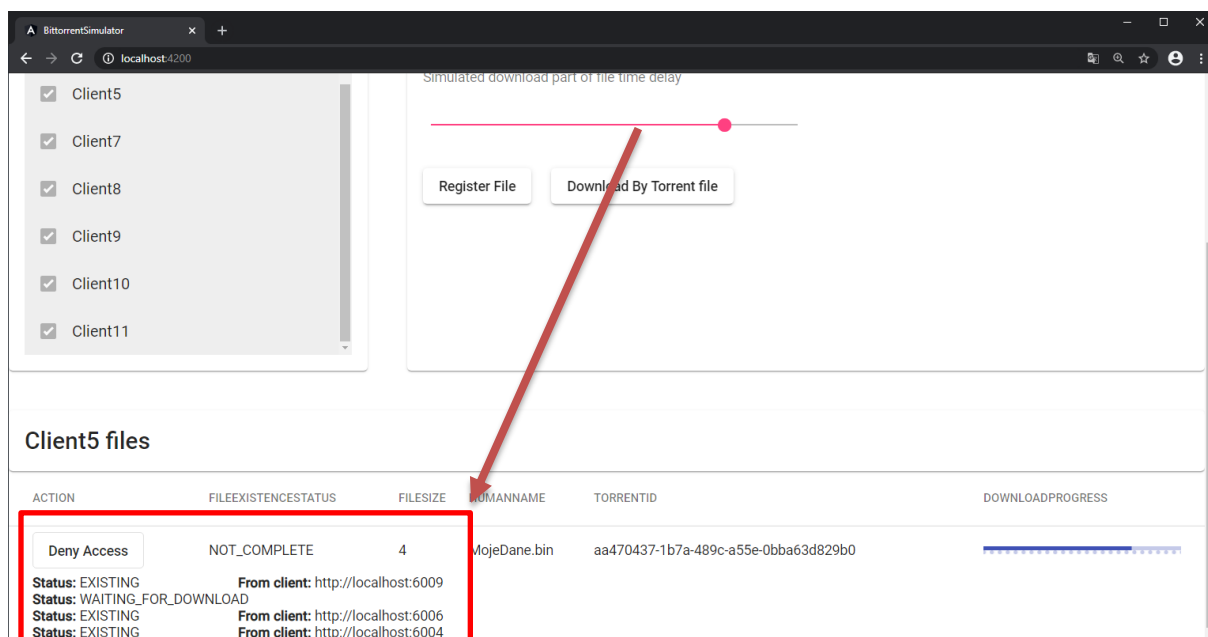 BittorrentSimulator
localhost:4200
Simulated download part of file time delay
Client5
Client7
Client8
Client9
Client10
Client11
Register File
Download By Torrent file
Client5 files
ACTION FILEEXISTENCESTATUS FILESIZE HUMANNAME TORRENTID DOWNLOADPROGRESS
Deny Access NOT_COMPLETE 4 MojeDane.bin aa470437-1b7a-489c-a55e-0bba63d829b0
Status: EXISTING From client: http://localhost:6009
Status: WAITING_FOR_DOWNLOAD
Status: EXISTING From client: http://localhost:6006
Status: EXISTING From client: http://localhost:6004